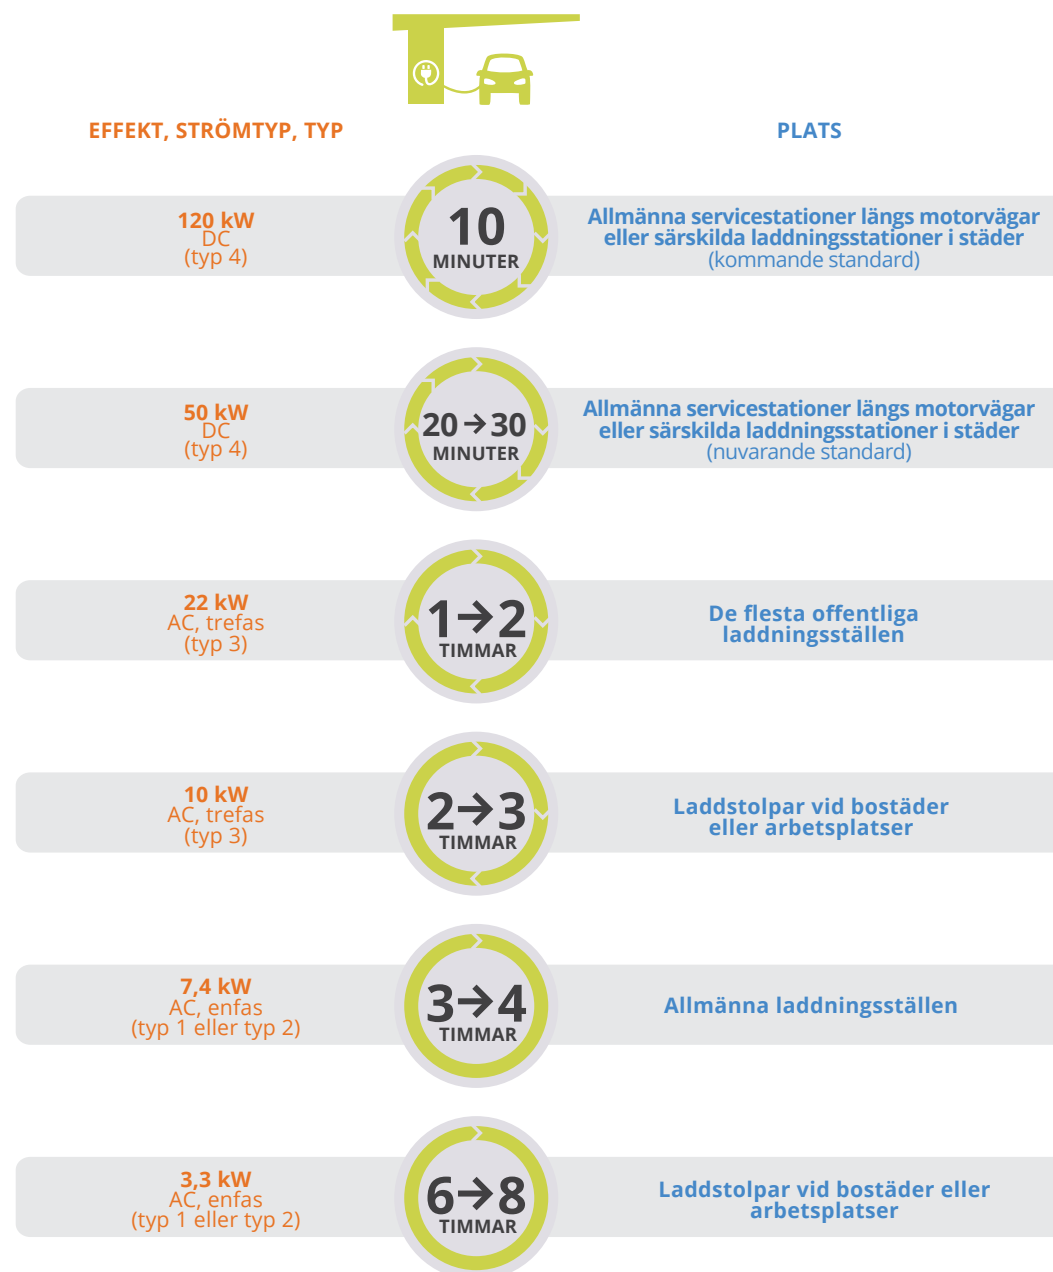 EFFEKT, STRÖMTYP, TYP
PLATS
120 kW
DC
(typ 4)
10
MINUTER
Allmänna servicestationer längs motorvägar
eller särskilda laddningsstationer i städer
(kommande standard)
50 kW
DC
(typ 4)
20→30
MINUTER
Allmänna servicestationer längs motorvägar
eller särskilda laddningsstationer i städer
(nuvarande standard)
22 kW
AC, trefas
(typ 3)
1→2
TIMMAR
De flesta offentliga
laddningsställen
10 kW
AC, trefas
(typ 3)
2→3
TIMMAR
Laddstolpar vid bostäder
eller arbetsplatser
7,4 kW
AC, enfas
(typ 1 eller typ 2)
3→4
TIMMAR
Allmänna laddningsställen
3,3 kW
AC, enfas
(typ 1 eller typ 2)
6→8
TIMMAR
Laddstolpar vid bostäder eller
arbetsplatser